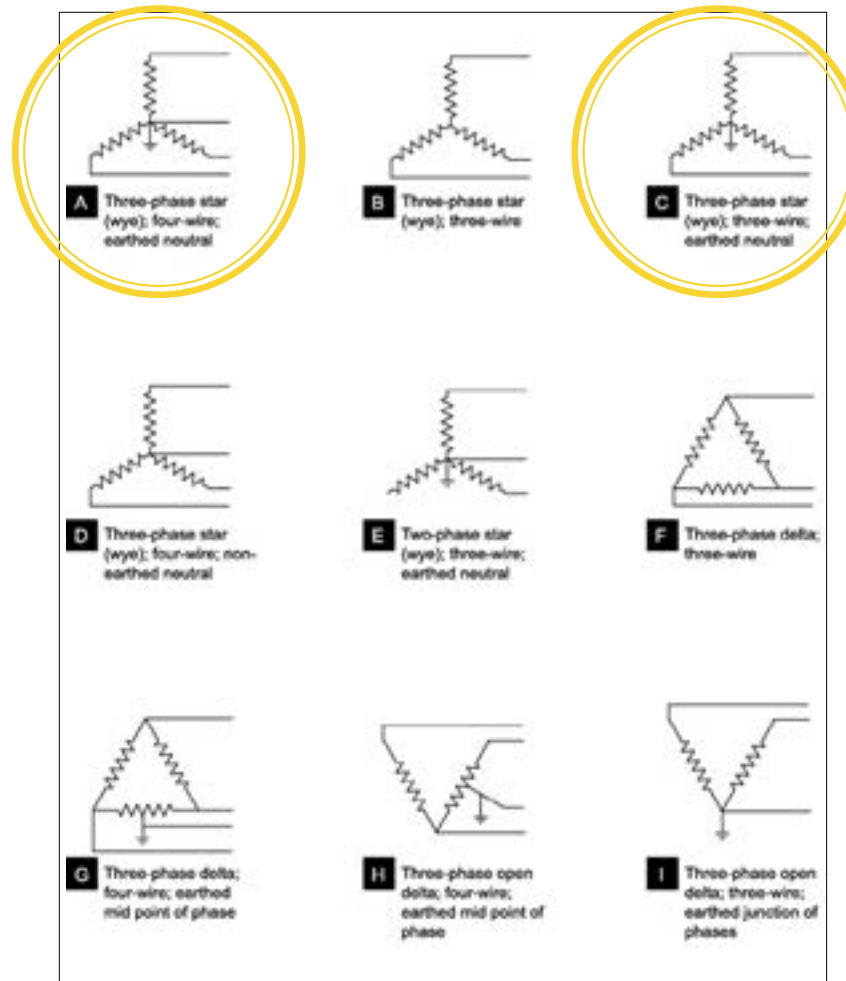 A Three-phase star
(wye); four-wire;
earthed neutral
B Three-phase star
(wye); three-wire
C Three-phase star
(wye); three-wire;
earthed neutral
D Three-phase star
(wye); four-wire; non-
earthed neutral
E Two-phase star
(wye); three-wire;
earthed neutral
F Three-phase delta;
three-wire
G Three-phase delta;
four-wire; earthed
mid point of phase
H Three-phase open
delta; four-wire;
earthed mid point of
phase
I Three-phase open
delta; three-wire;
earthed junction of
phases